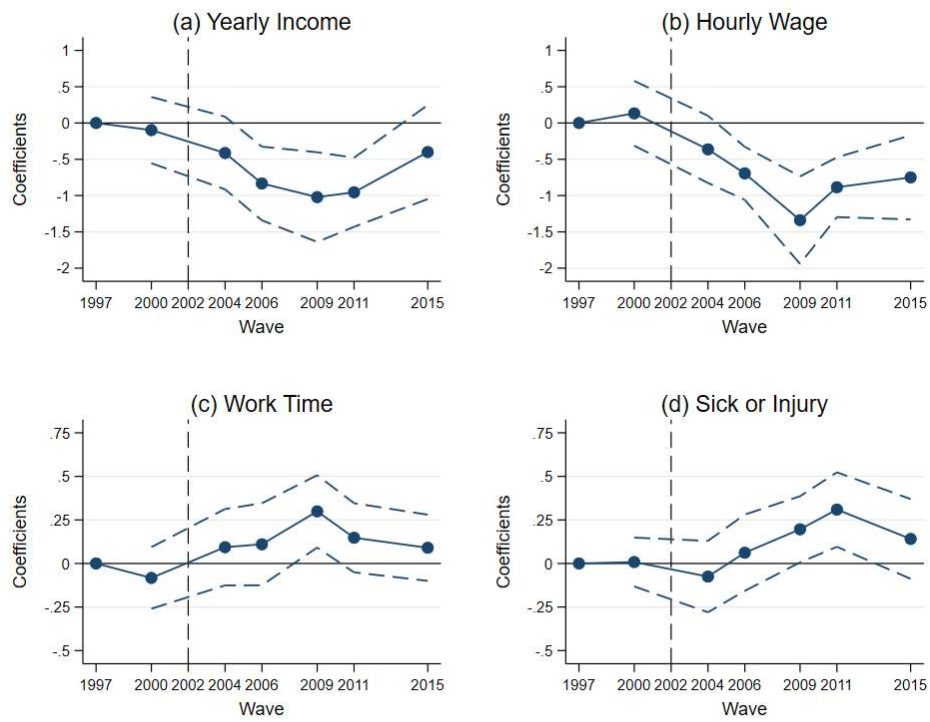 (a) Yearly Income
1
.5
0
-.5
-1
-1.5
-2
Coefficients
1997 2000 2002 2004 2006 2009 2011 2015
Wave
(b) Hourly Wage
1
.5
0
-.5
-1
-1.5
-2
Coefficients
1997 2000 2002 2004 2006 2009 2011 2015
Wave
(c) Work Time
.75
.5
.25
0
-.25
-.5
Coefficients
1997 2000 2002 2004 2006 2009 2011 2015
Wave
(d) Sick or Injury
.75
.5
.25
0
-.25
-.5
Coefficients
1997 2000 2002 2004 2006 2009 2011 2015
Wave